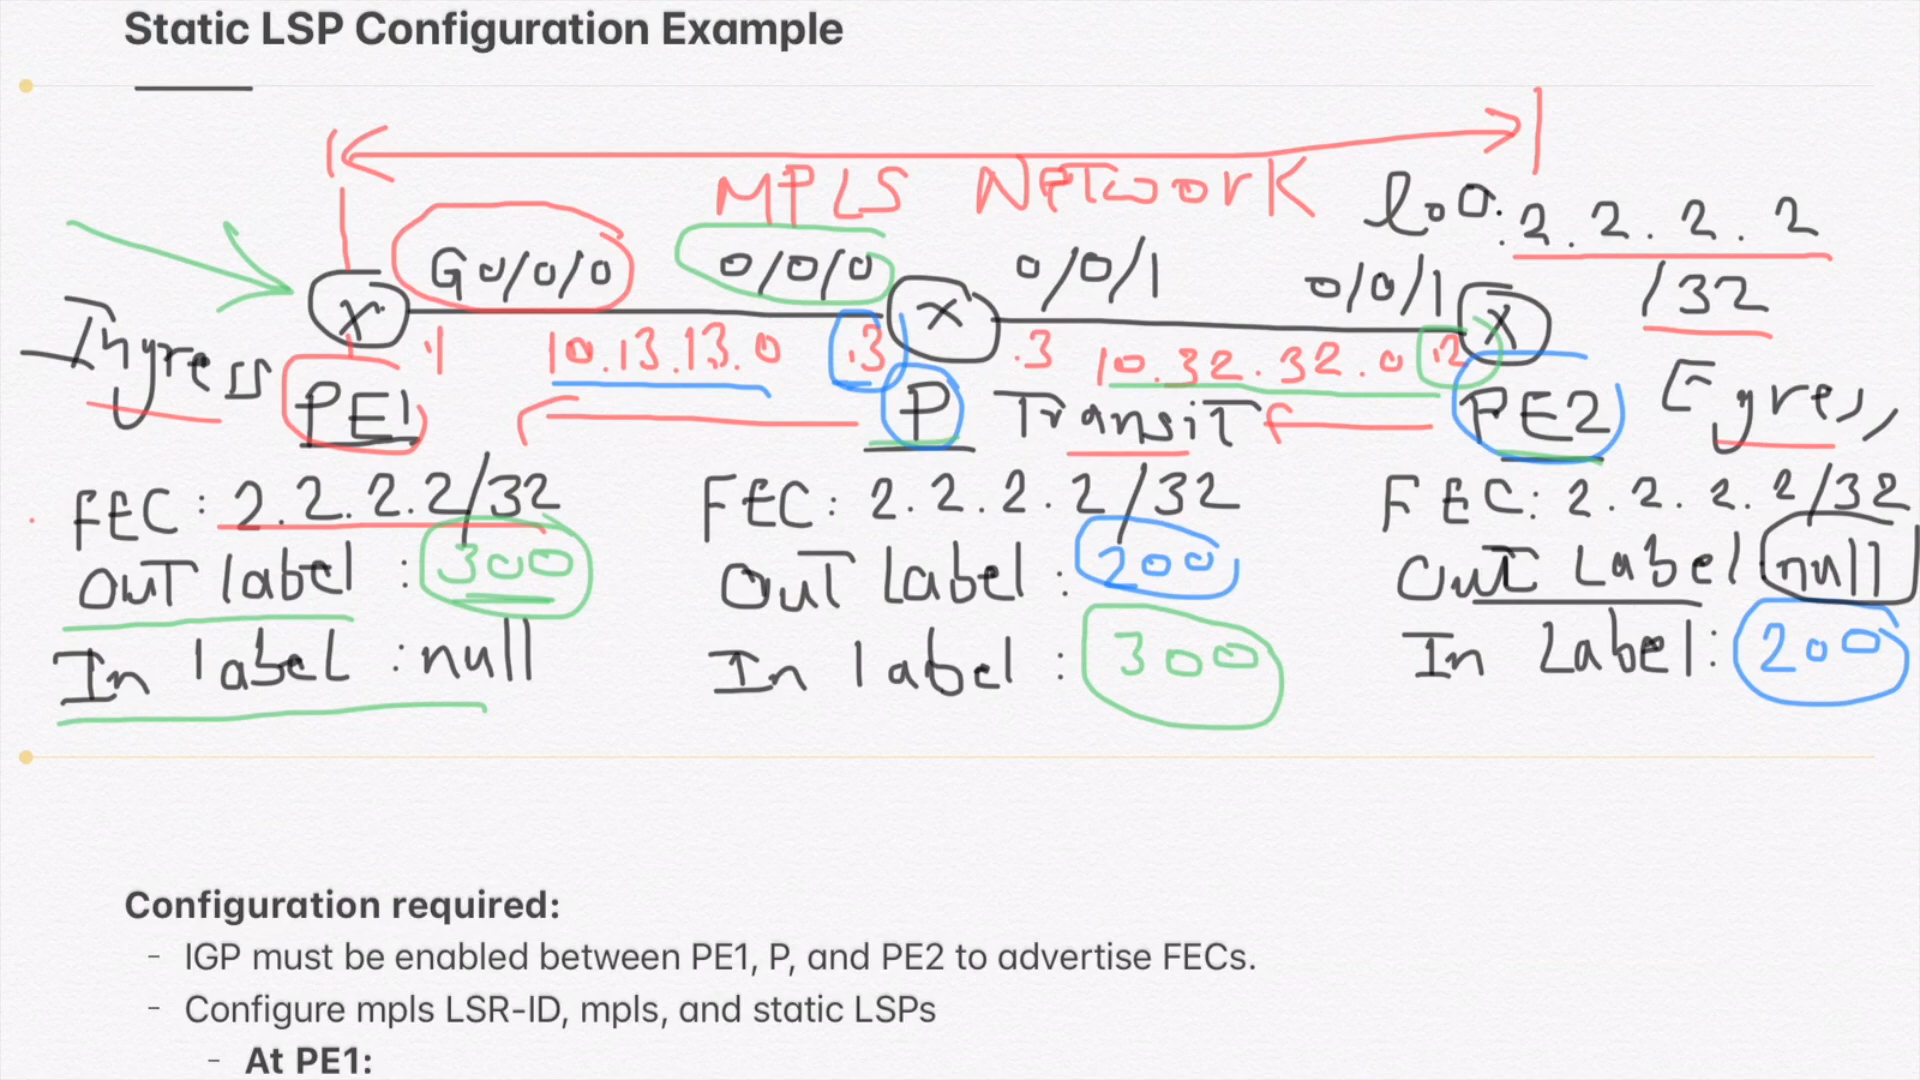 Static LSP Configuration Example
MPLS NETWORK
lo0: 2.2.2.2
/32
G0/0/0
0/0/0
0/0/1
0/0/1
X
X
X
Ingress
.1
10.13.13.0
.3
.3
10.32.32.0
.2
PE1
P
Transit
PE2
Egress
FEC: 2.2.2.2/32
OUT label : 300
In label : null
FEC: 2.2.2.2/32
OUT Label : 200
In label : 300
FEC: 2.2.2.2/32
OUT Label null
In Label: 200
Configuration required:
- IGP must be enabled between PE1, P, and PE2 to advertise FECs.
- Configure mpls LSR-ID, mpls, and static LSPs
- At PE1: